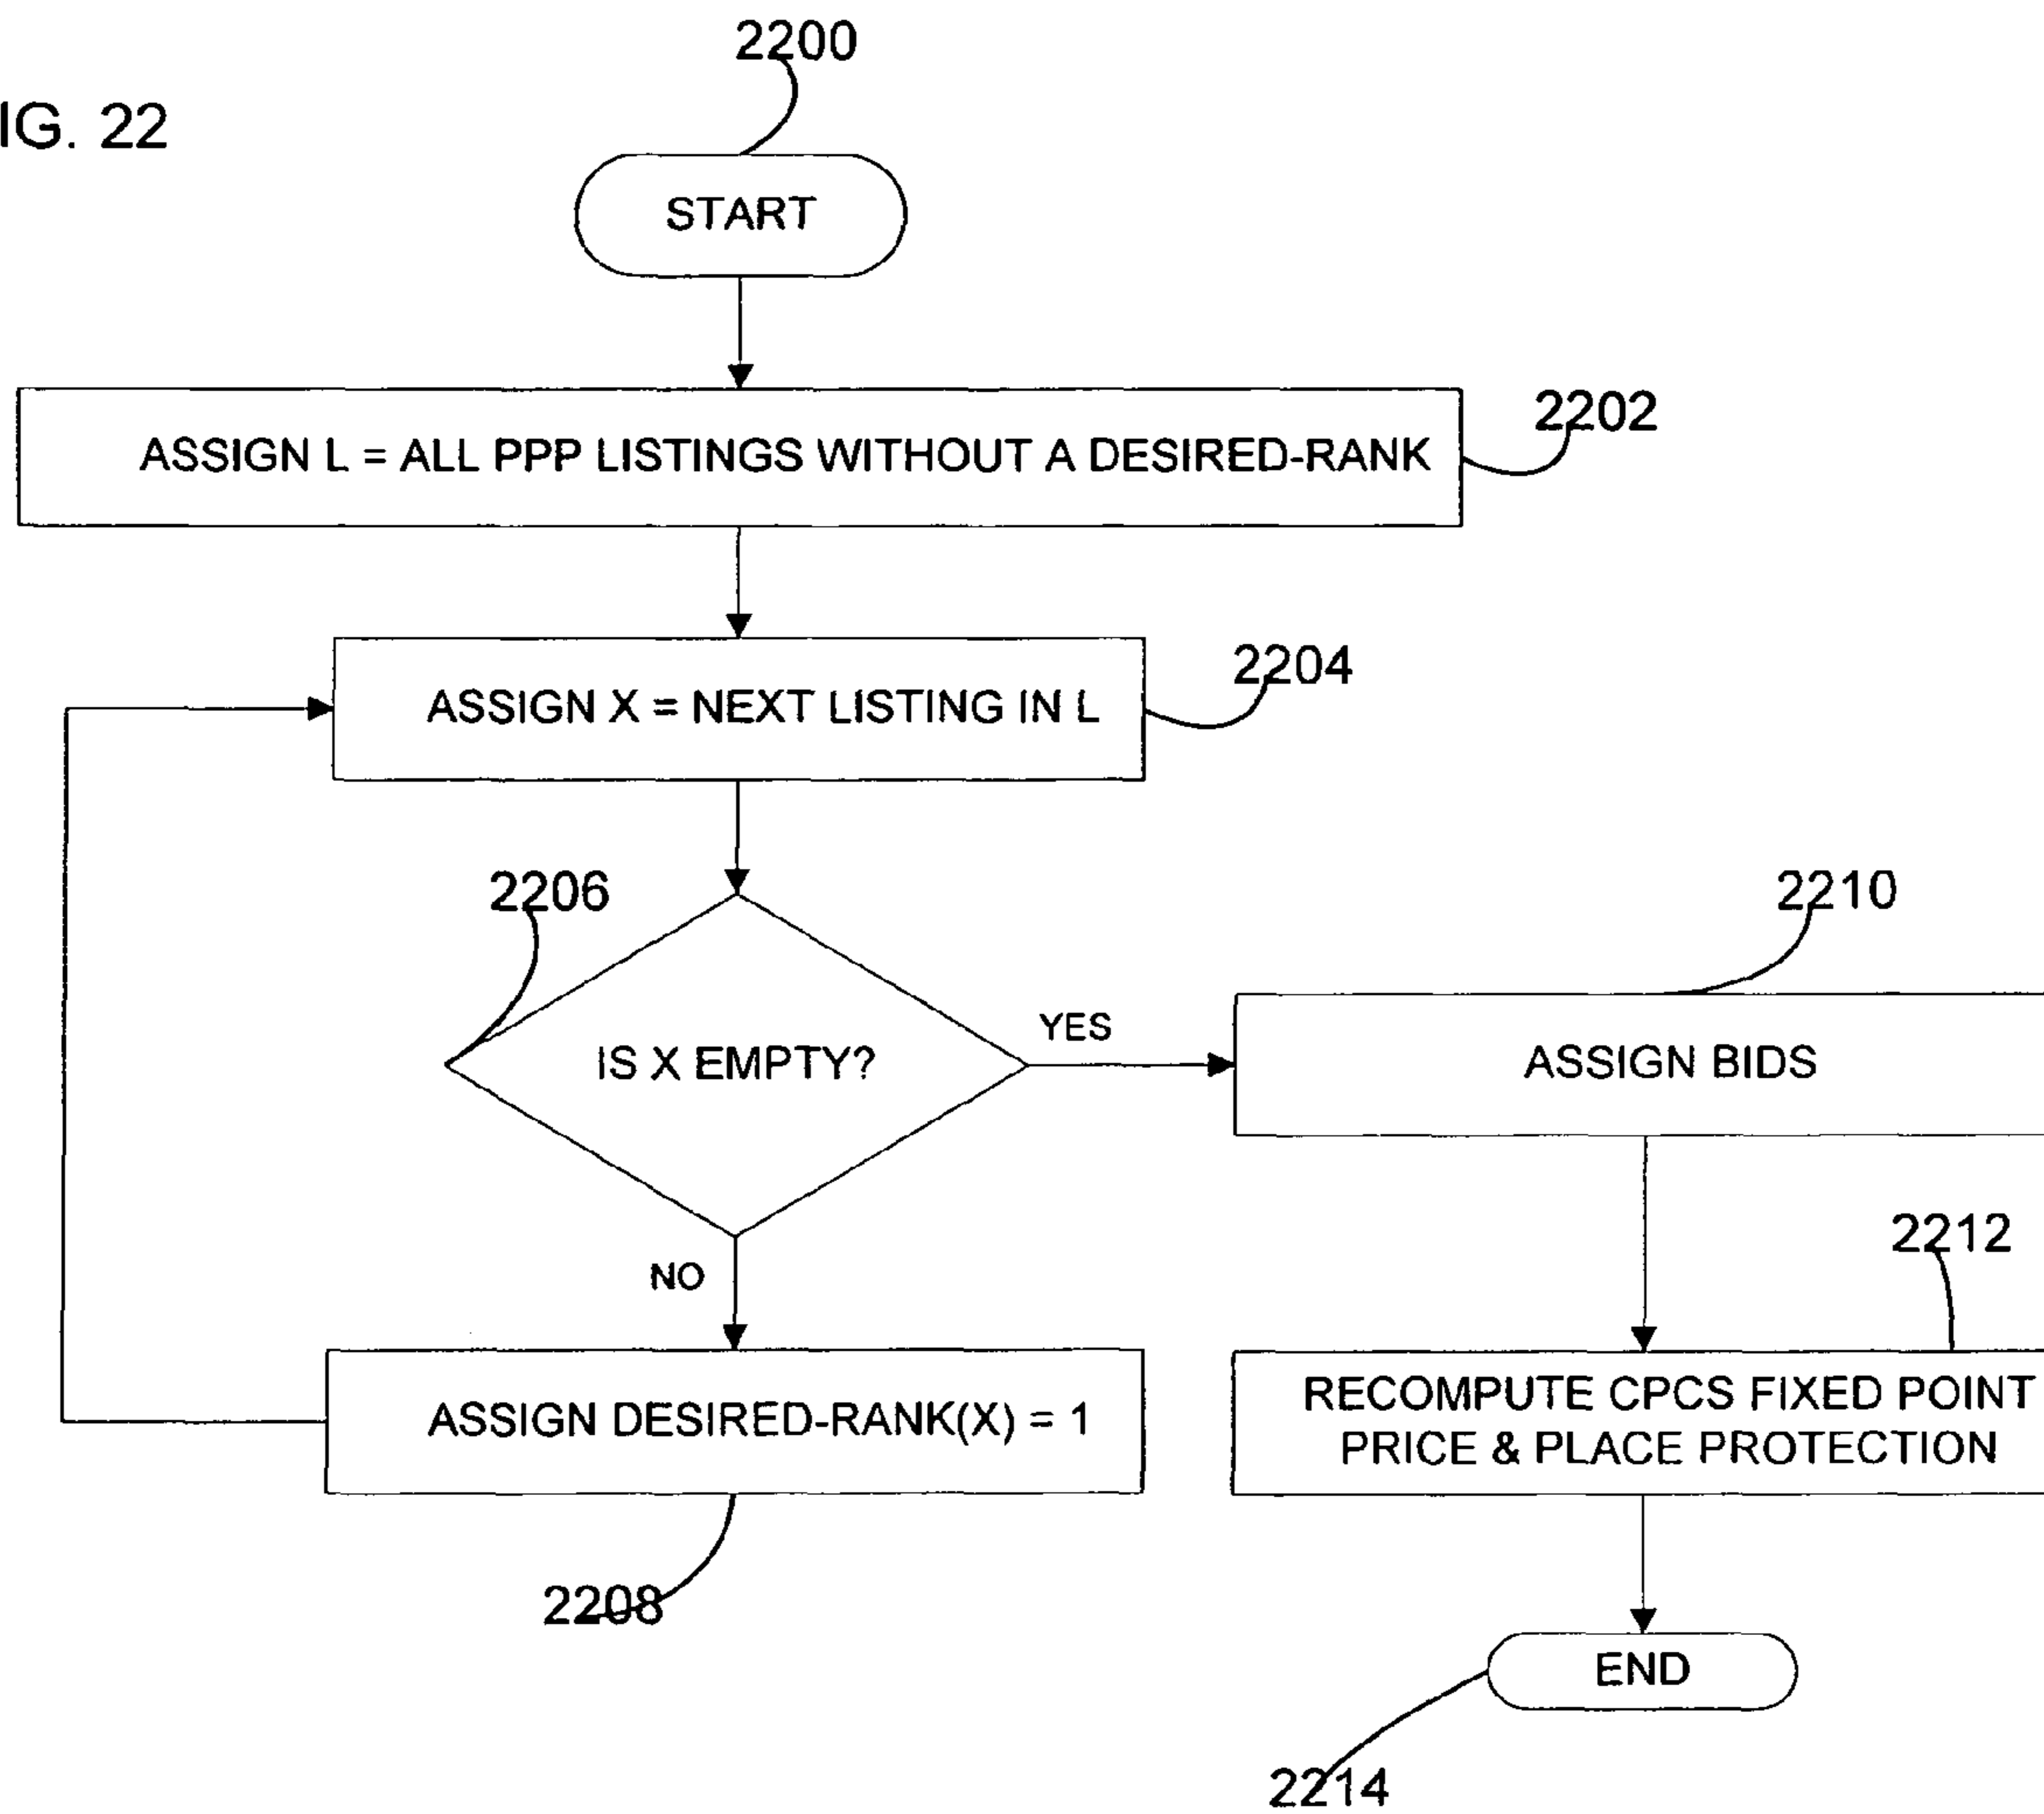 2200
IG. 22
START
ASSIGN L = ALL PPP LISTINGS WITHOUT A DESIRED-RANK
2202
2204
ASSIGN X = NEXT LISTING IN L
2206
2210
YES
IS X EMPTY?
ASSIGN BIDS
NO
2212
ASSIGN DESIRED-RANK(X) = 1
RECOMPUTE CPCS FIXED POINT
PRICE & PLACE PROTECTION
2208
END
2214